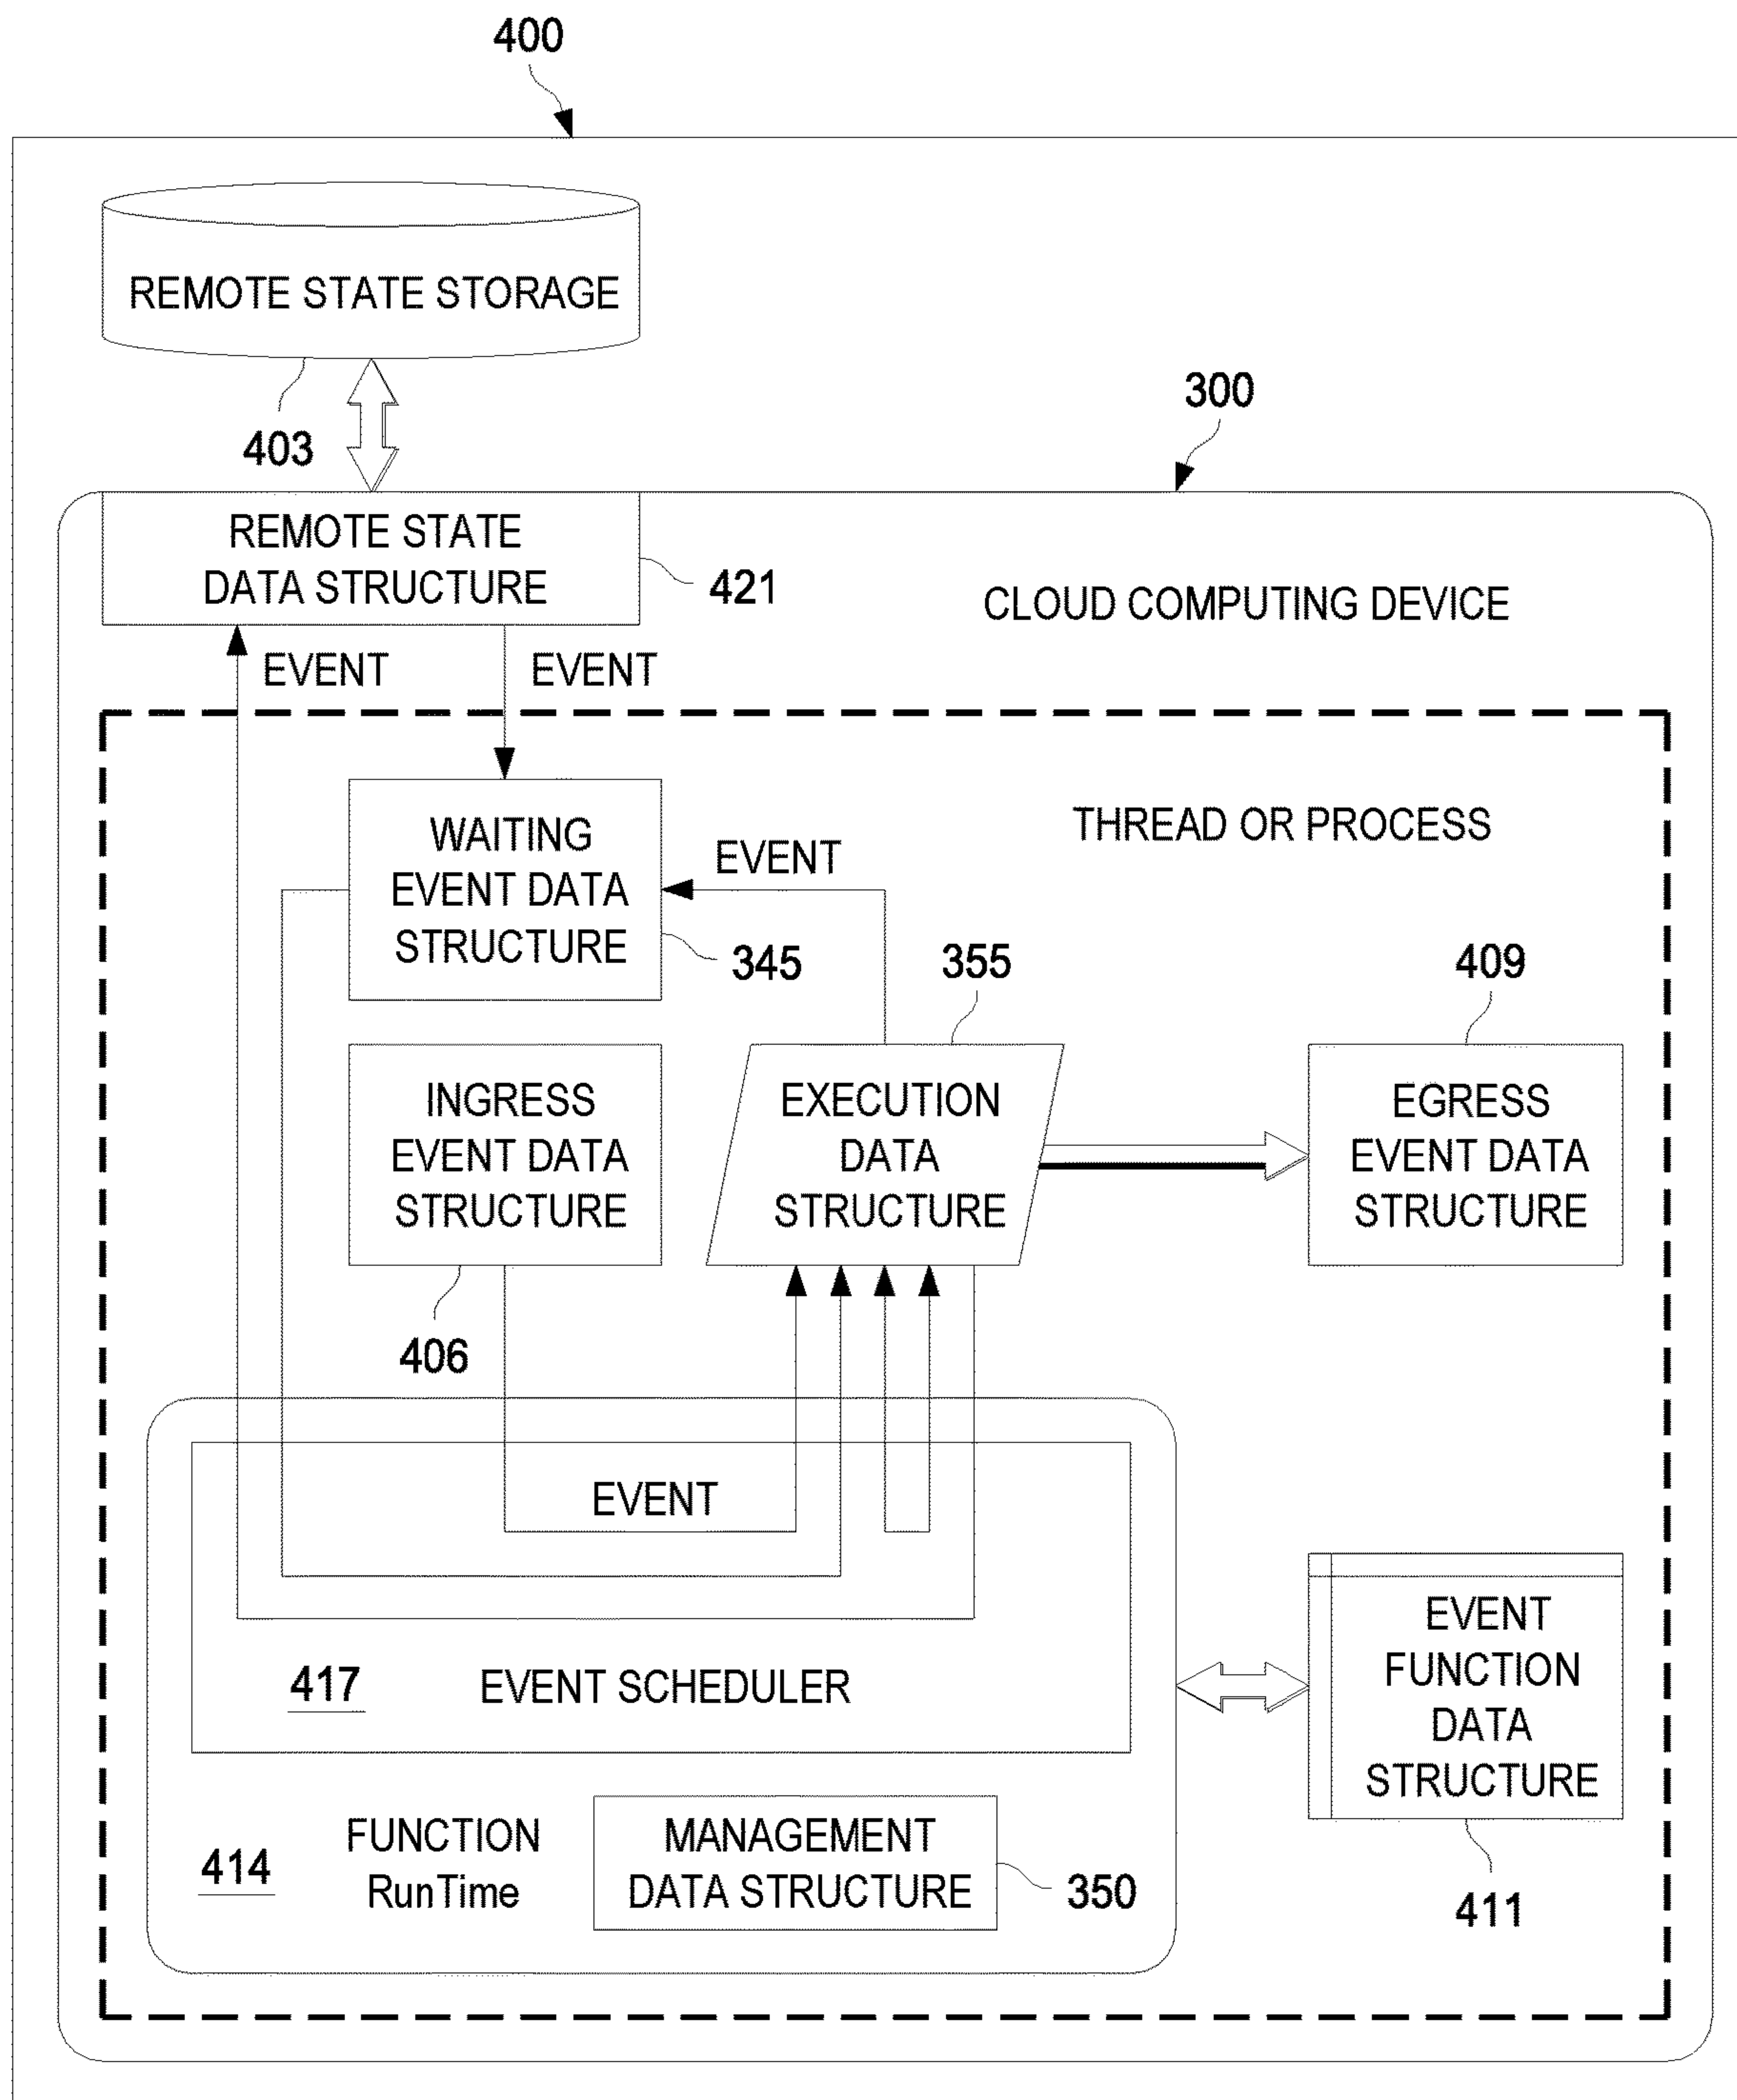 400
REMOTE STATE STORAGE
403
300
REMOTE STATE
DATA STRUCTURE
421
CLOUD COMPUTING DEVICE
EVENT
EVENT
THREAD OR PROCESS
WAITING
EVENT DATA
STRUCTURE
EVENT
345
355
409
INGRESS
EVENT DATA
STRUCTURE
EXECUTION
DATA
STRUCTURE
EGRESS
EVENT DATA
STRUCTURE
406
EVENT
417
EVENT SCHEDULER
EVENT
FUNCTION
DATA
STRUCTURE
411
414
FUNCTION
RunTime
MANAGEMENT
DATA STRUCTURE
350